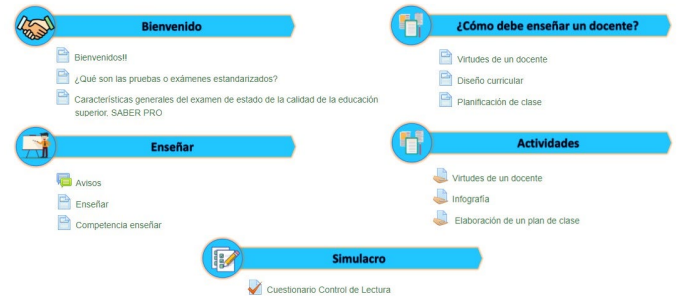 Bienvenido
Bienvenidos!!
¿Qué son las pruebas o exámenes estandarizados?
Características generales del examen de estado de la calidad de la educación
superior, SABER PRO
¿Cómo debe enseñar un docente?
Virtudes de un docente
Diseño curricular
Planificación de clase
Enseñar
Avisos
Enseñar
Competencia enseñar
Actividades
Virtudes de un docente
Infografía
Elaboración de un plan de clase
Simulacro
Cuestionario Control de Lectura